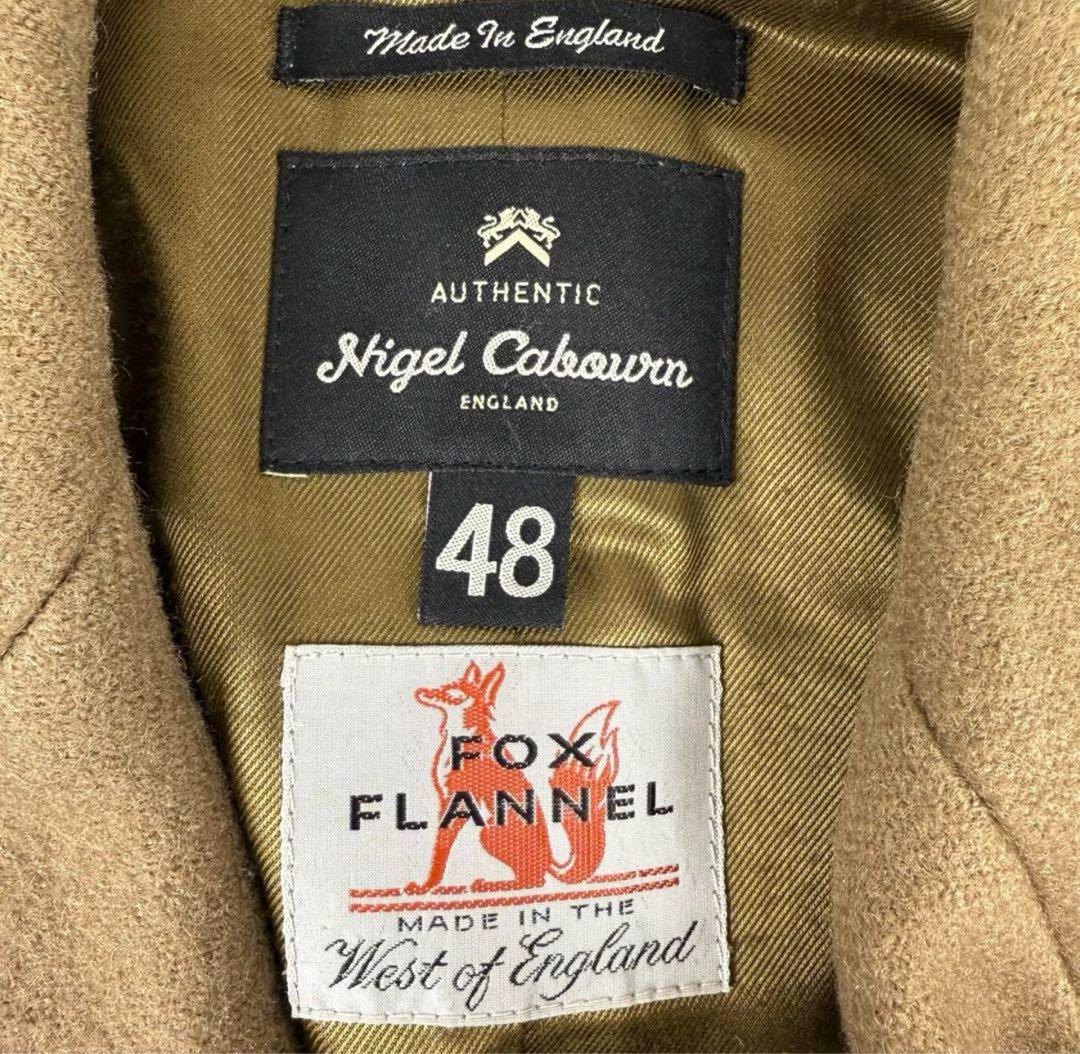 Made In England
AUTHENTIC
Nigel Cabourn
ENGLAND
48
FOX
FLANNEL
MADE IN THE
West of England